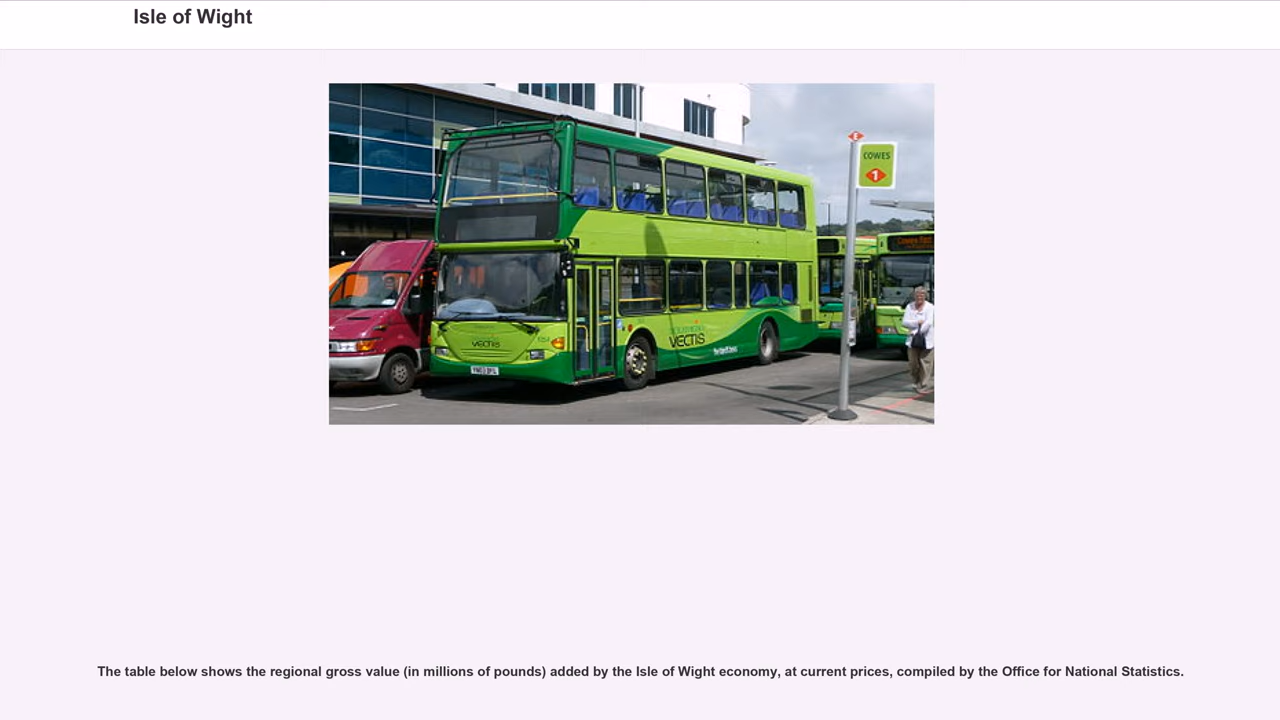 Isle of Wight
E
COWES
1
VECTIS
VECTIS
The table below shows the regional gross value (in millions of pounds) added by the Isle of Wight economy, at current prices, compiled by the Office for National Statistics.